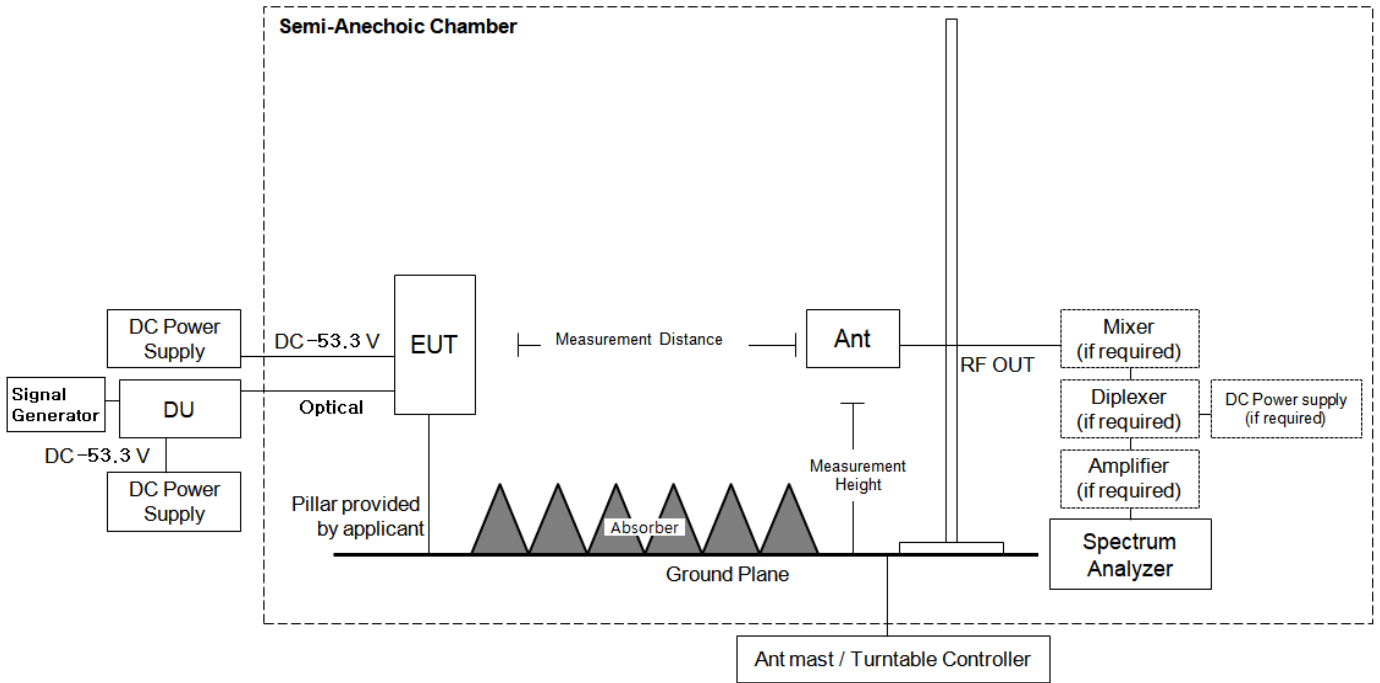 Semi-Anechoic Chamber
DC Power
Supply
DC-53.3 V
EUT
Measurement Distance
Ant
RF OUT
Mixer
(if required)
Signal
Generator
DU
Optical
Diplexer
(if required)
DC Power supply
(if required)
DC-53.3 V
DC Power
Supply
Pillar provided
by applicant
Absorber
Measurement
Height
Amplifier
(if required)
Spectrum
Analyzer
Ground Plane
Ant mast / Turntable Controller